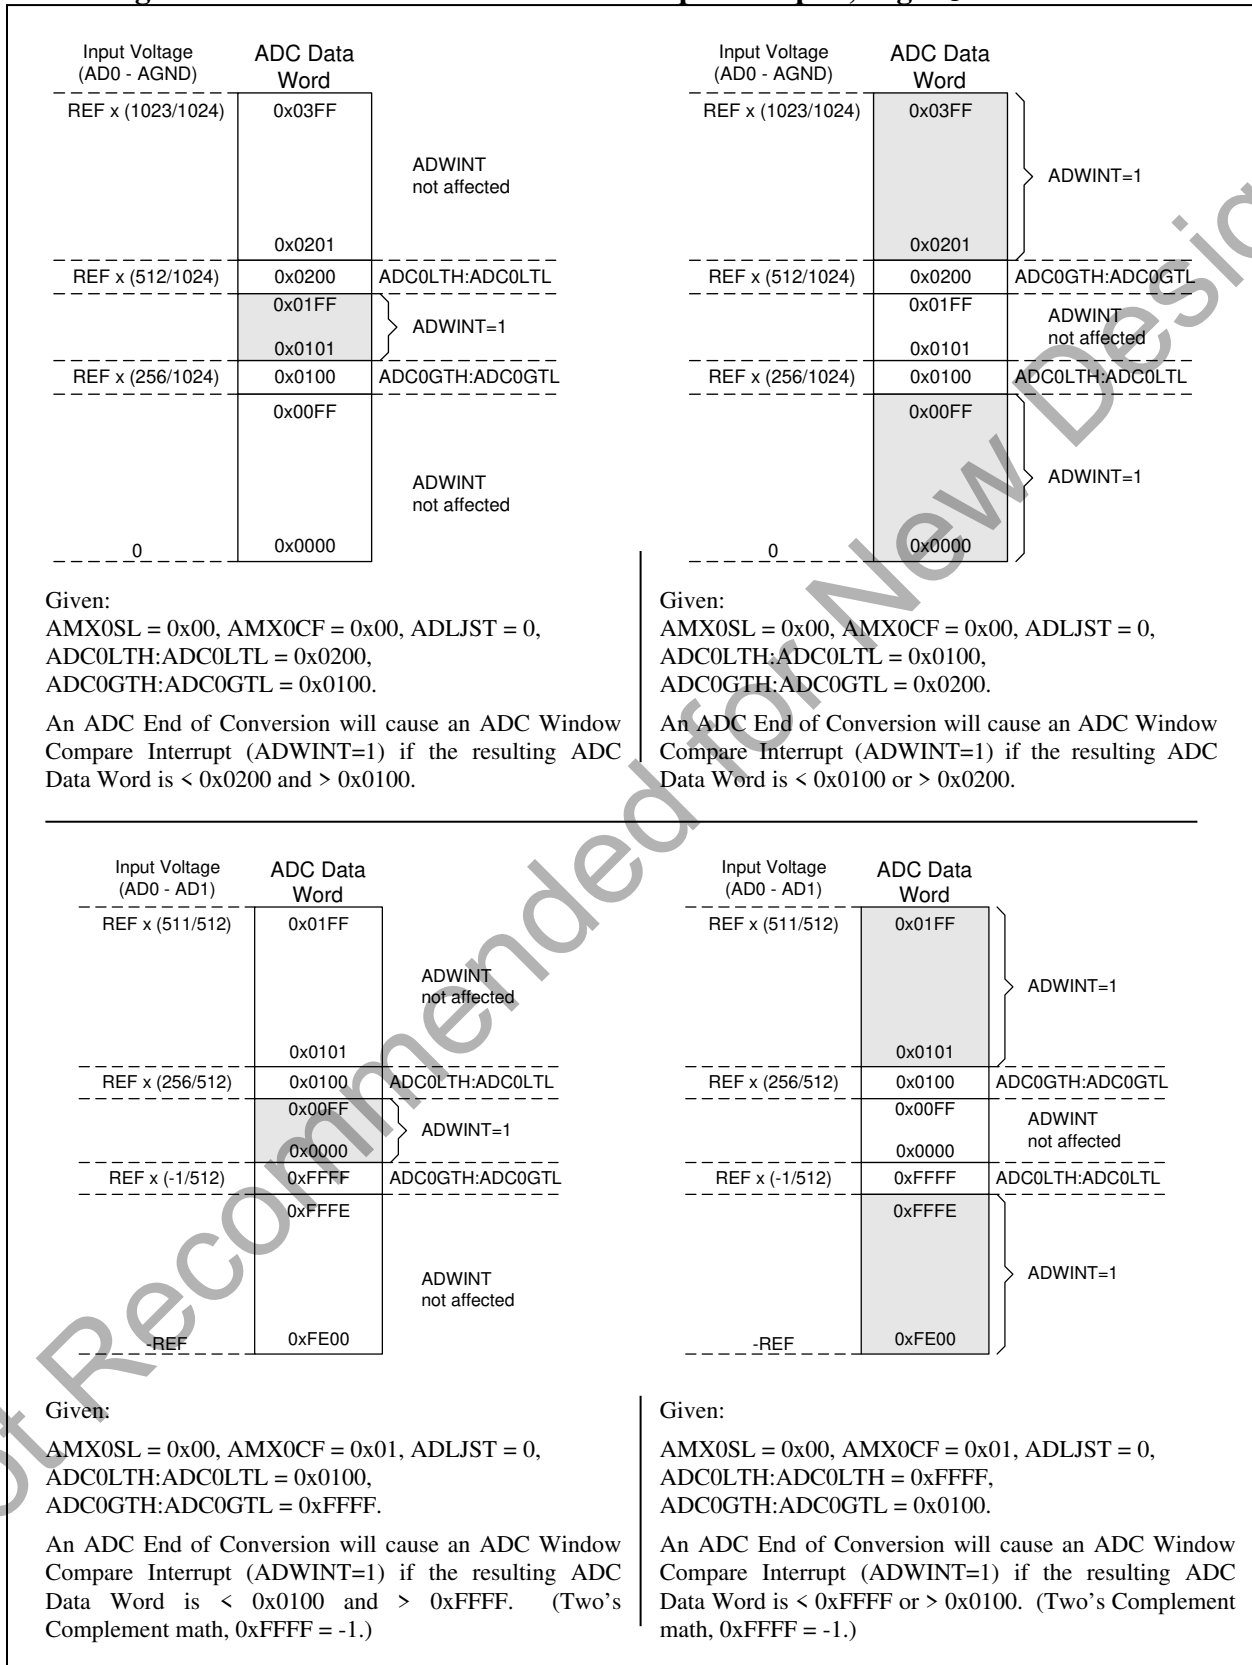 Input Voltage
(AD0 - AGND)
ADC Data
Word
REF x (1023/1024)
0x03FF
ADWINT
not affected
0x0201
REF x (512/1024)
0x0200
ADC0LTH:ADC0LTL
0x01FF
ADWINT=1
0x0101
REF x (256/1024)
0x0100
ADC0GTH:ADC0GTL
0x00FF
ADWINT
not affected
0
0x0000
Given:
AMX0SL = 0x00, AMX0CF = 0x00, ADLJST = 0,
ADC0LTH:ADC0LTL = 0x0200,
ADC0GTH:ADC0GTL = 0x0100.
An ADC End of Conversion will cause an ADC Window
Compare Interrupt (ADWINT=1) if the resulting ADC
Data Word is < 0x0200 and > 0x0100.
Input Voltage
(AD0 - AGND)
ADC Data
Word
REF x (1023/1024)
0x03FF
ADWINT=1
0x0201
REF x (512/1024)
0x0200
ADC0GTH:ADC0GTL
0x01FF
ADWINT
not affected
0x0101
REF x (256/1024)
0x0100
ADC0LTH:ADC0LTL
0x00FF
ADWINT=1
0
0x0000
Given:
AMX0SL = 0x00, AMX0CF = 0x00, ADLJST = 0,
ADC0LTH:ADC0LTL = 0x0100,
ADC0GTH:ADC0GTL = 0x0200.
An ADC End of Conversion will cause an ADC Window
Compare Interrupt (ADWINT=1) if the resulting ADC
Data Word is < 0x0100 or > 0x0200.
Input Voltage
(AD0 - AD1)
ADC Data
Word
REF x (511/512)
0x01FF
ADWINT
not affected
0x0101
REF x (256/512)
0x0100
ADC0LTH:ADC0LTL
0x00FF
ADWINT=1
0x0000
REF x (-1/512)
0xFFFF
ADC0GTH:ADC0GTL
0xFFFE
ADWINT
not affected
-REF
0xFE00
Given:
AMX0SL = 0x00, AMX0CF = 0x01, ADLJST = 0,
ADC0LTH:ADC0LTL = 0x0100,
ADC0GTH:ADC0GTL = 0xFFFF.
An ADC End of Conversion will cause an ADC Window
Compare Interrupt (ADWINT=1) if the resulting ADC
Data Word is < 0x0100 and > 0xFFFF. (Two's
Complement math, 0xFFFF = -1.)
Input Voltage
(AD0 - AD1)
ADC Data
Word
REF x (511/512)
0x01FF
ADWINT=1
0x0101
REF x (256/512)
0x0100
ADC0GTH:ADC0GTL
0x00FF
ADWINT
not affected
0x0000
REF x (-1/512)
0xFFFF
ADC0LTH:ADC0LTL
0xFFFE
ADWINT=1
-REF
0xFE00
Given:
AMX0SL = 0x00, AMX0CF = 0x01, ADLJST = 0,
ADC0LTH:ADC0LTH = 0xFFFF,
ADC0GTH:ADC0GTL = 0x0100.
An ADC End of Conversion will cause an ADC Window
Compare Interrupt (ADWINT=1) if the resulting ADC
Data Word is < 0xFFFF or > 0x0100. (Two's Complement
math, 0xFFFF = -1.)
Recommended for New